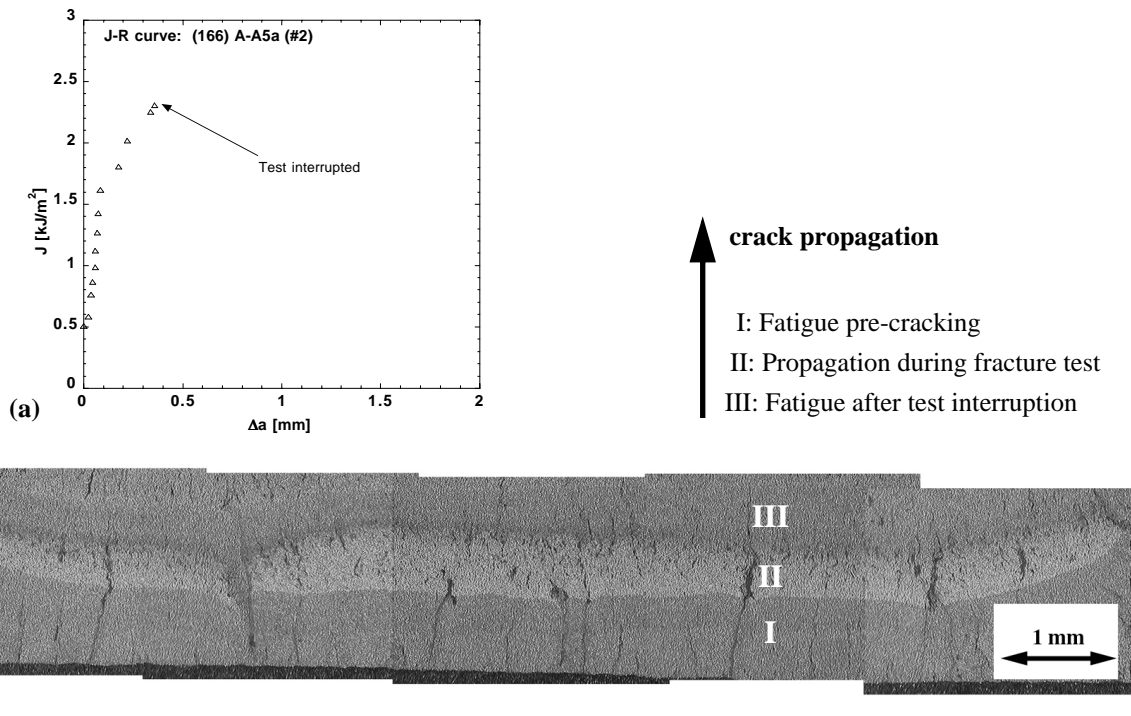 3
J-R curve: (166) A-A5a (#2)
2.5
2
Test interrupted
1.5
J [kJ/m²]
1
0.5
0
0 0.5 1 1.5 2
(a)
Δa [mm]
crack propagation
I: Fatigue pre-cracking
II: Propagation during fracture test
III: Fatigue after test interruption
III
II
I
1 mm